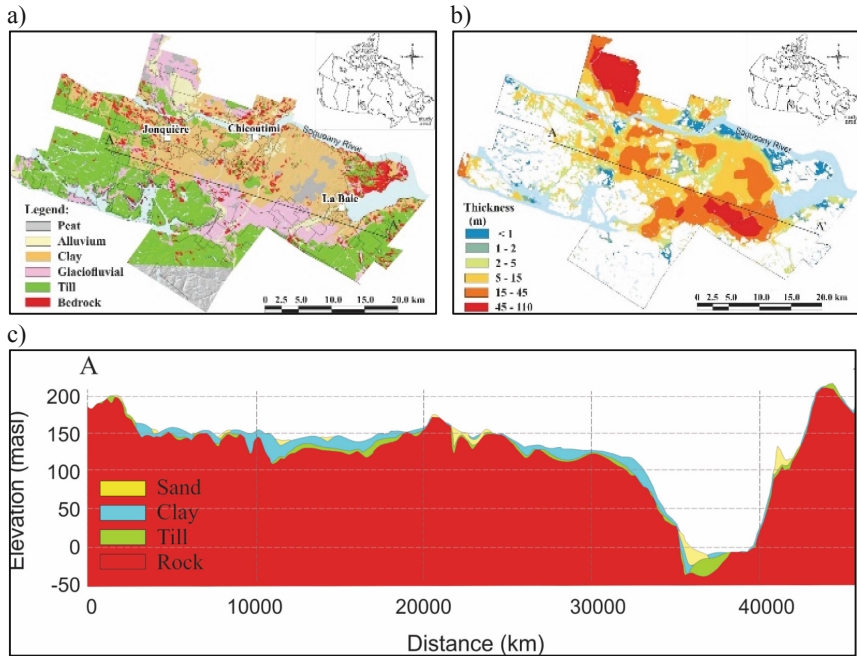 a)
Jonquière
Chicoutimi
Saguenay River
La Baie
A
A'
study area
Legend:
Peat
Alluvium
Clay
Glaciofluvial
Till
Bedrock
0 2.5 5.0 10.0 15.0 20.0 km
b)
A
Saguenay River
A'
Thickness
(m)
< 1
1 - 2
2 - 5
5 - 15
15 - 45
45 - 110
0 2.5 5.0 10.0 15.0 20.0 km
c)
A
Elevation (masl)
200
150
100
50
0
-50
Sand
Clay
Till
Rock
0 10000 20000 30000 40000
Distance (km)